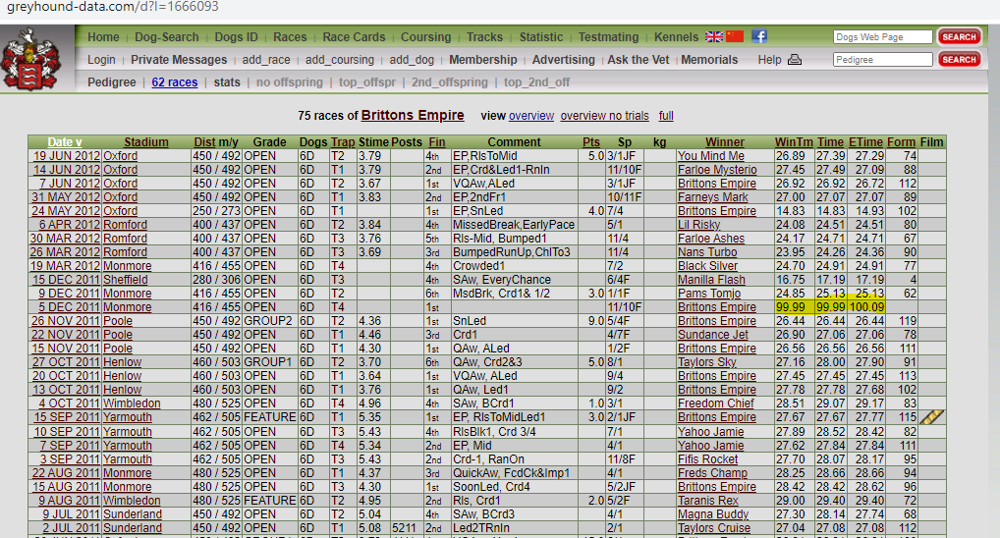 greyhound-data.com/d?l=1666093
Home | Dog-Search | Dogs ID | Races | Race Cards | Coursing | Tracks | Statistic | Testmating | Kennels Dogs Web Page SEARCH
Login | Private Messages | add_race | add_coursing | add_dog | Membership | Advertising | Ask the Vet | Memorials Help Pedigree SEARCH
Pedigree | 62 races | stats | no offspring | top_offspr | 2nd_offspring | top_2nd_off
75 races of Brittons Empire view overview overview no trials full
Date v Stadium Dist m/y Grade Dogs Trap Stime Posts Fin Comment Pts Sp kg Winner WinTm Time ETime Form Film
19 JUN 2012 Oxford 450 / 492 OPEN 6D T2 3.79 4th EP,RlsToMid 5.0 3/1JF You Mind Me 26.89 27.39 27.29 74
14 JUN 2012 Oxford 450 / 492 OPEN 6D T1 3.79 2nd EP,Crd&Led1-RnIn 11/10F Farloe Mysterio 27.45 27.49 27.09 88
7 JUN 2012 Oxford 450 / 492 OPEN 6D T2 3.67 1st VQAw,ALed 3/1JF Brittons Empire 26.92 26.92 26.72 112
31 MAY 2012 Oxford 450 / 492 OPEN 6D T1 3.83 2nd EP,2ndFr1 10/11F Farneys Mark 27.00 27.07 27.07 89
24 MAY 2012 Oxford 250 / 273 OPEN 6D T1 1st EP,SnLed 4.0 7/4 Brittons Empire 14.83 14.83 14.93 102
6 APR 2012 Romford 400 / 437 OPEN 6D T2 3.84 4th MissedBreak,EarlyPace 5/1 Lil Risky 24.08 24.51 24.51 80
30 MAR 2012 Romford 400 / 437 OPEN 6D T3 3.76 5th Rls-Mid, Bumped1 11/4 Farloe Ashes 24.17 24.71 24.71 67
26 MAR 2012 Romford 400 / 437 OPEN 6D T3 3.69 3rd BumpedRunUp,ChlTo3 11/4 Nans Turbo 23.95 24.26 24.36 90
19 MAR 2012 Monmore 416 / 455 OPEN 6D T4 4th Crowded1 7/2 Black Silver 24.70 24.91 24.91 77
15 DEC 2011 Sheffield 280 / 306 OPEN 6D T3 4th SAw, EveryChance 6/4F Manilla Flash 16.75 17.19 17.19 4
9 DEC 2011 Monmore 416 / 455 OPEN 6D T2 6th MsdBrk, Crd1& 1/2 3.0 1/1F Pams Tomjo 24.85 25.13 25.13 62
5 DEC 2011 Monmore 416 / 455 OPEN 6D T4 1st 11/10F Brittons Empire 99.99 99.99 100.09
26 NOV 2011 Poole 450 / 492 GROUP2 6D T2 4.36 1st SnLed 9.0 5/4F Brittons Empire 26.44 26.44 26.44 119
22 NOV 2011 Poole 450 / 492 OPEN 6D T1 4.46 3rd Crd1 4/7F Sundance Jet 26.90 27.06 27.06 78
15 NOV 2011 Poole 450 / 492 OPEN 6D T1 4.30 1st QAw, ALed 1/2F Brittons Empire 26.56 26.56 26.56 111
27 OCT 2011 Henlow 460 / 503 GROUP1 6D T2 3.70 6th QAw, Crd2&3 5.0 8/1 Taylors Sky 27.16 28.00 27.90 91
20 OCT 2011 Henlow 460 / 503 OPEN 6D T1 3.64 1st VQAw, ALed 9/4 Brittons Empire 27.45 27.45 27.45 113
13 OCT 2011 Henlow 460 / 503 OPEN 6D T1 3.76 1st QAw, Led1 9/2 Brittons Empire 27.78 27.78 27.68 102
4 OCT 2011 Wimbledon 480 / 525 OPEN 6D T4 4.96 4th SAw, BCrd1 1.0 3/1 Freedom Chief 28.51 29.07 29.17 83
15 SEP 2011 Yarmouth 462 / 505 FEATURE 6D T1 5.35 1st EP, RlsToMidLed1 3.0 2/1JF Brittons Empire 27.67 27.67 27.77 115
10 SEP 2011 Yarmouth 462 / 505 OPEN 6D T3 5.43 4th RlsBlk1, Crd 3/4 7/1 Yahoo Jamie 27.89 28.52 28.42 82
7 SEP 2011 Yarmouth 462 / 505 OPEN 6D T4 5.34 2nd EP, Mid 4/1 Yahoo Jamie 27.62 27.84 27.84 111
3 SEP 2011 Yarmouth 462 / 505 OPEN 6D T3 5.43 2nd Crd-1, RanOn 11/8F Fifis Rocket 27.70 28.07 28.17 95
22 AUG 2011 Monmore 480 / 525 OPEN 6D T1 4.37 3rd QuickAw, FcdCk&Imp1 4/1 Freds Champ 28.25 28.66 28.66 94
15 AUG 2011 Monmore 480 / 525 OPEN 6D T3 4.30 1st SoonLed, Crd4 5/2JF Brittons Empire 28.42 28.42 28.62 96
9 AUG 2011 Wimbledon 480 / 525 FEATURE 6D T2 4.95 2nd Rls, Crd1 2.0 5/2F Taranis Rex 29.00 29.40 29.40 72
9 JUL 2011 Sunderland 450 / 492 OPEN 6D T2 5.04 4th SAw, BCrd3 4/1 Magna Buddy 27.30 28.14 27.74 68
2 JUL 2011 Sunderland 450 / 492 OPEN 6D T1 5.08 5211 2nd Led2TRnIn 2/1 Taylors Cruise 27.04 27.08 27.08 112